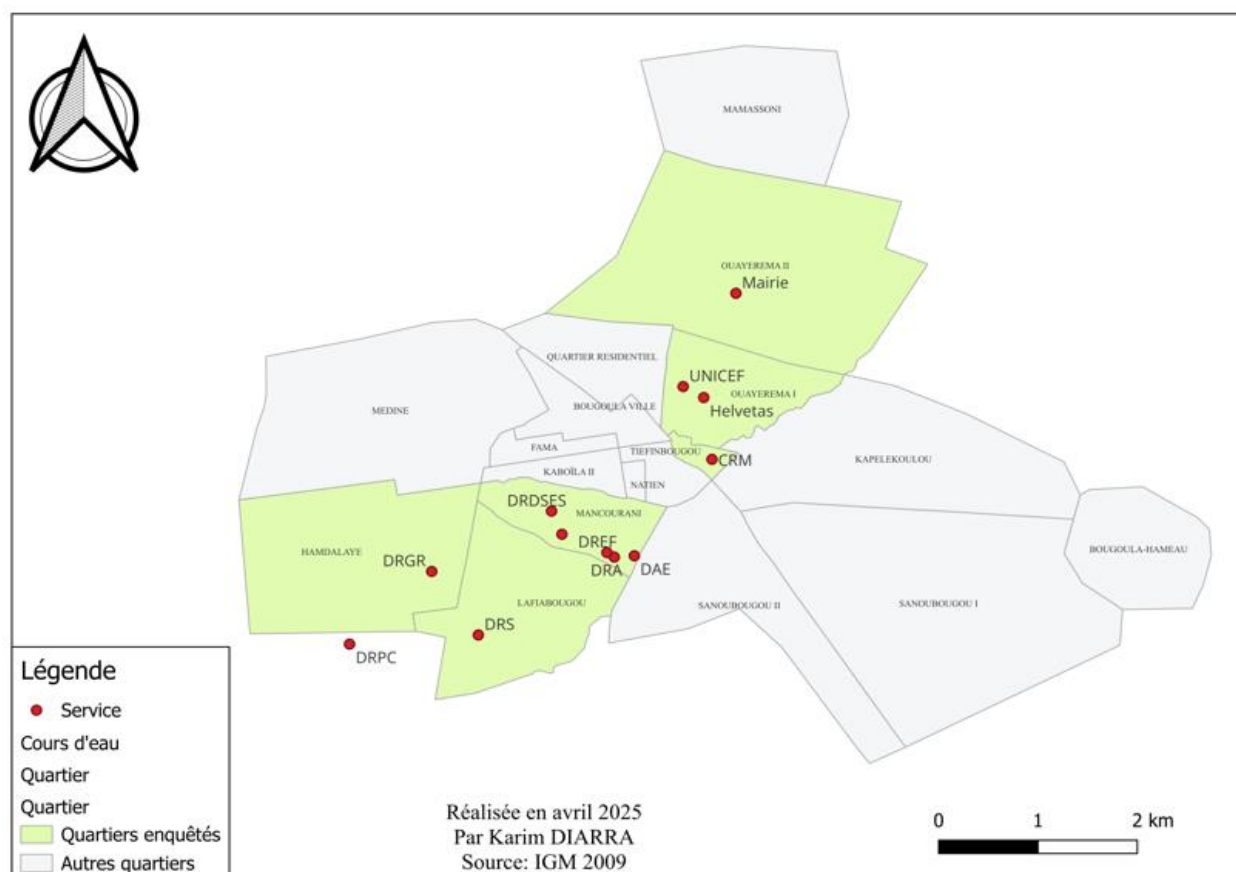 MAMASSONI
OUAYEREMA II
Mairie
QUARTIER RESIDENTIEL
UNICEF
OUAYEREMA I
Helvetas
MEDINE
BOUGOULA VILLE
FAMA
TIEFINBOUGOU
CRM
KAPELEKOULOU
KABOÏLA II
NATIEN
DRDSES
MANCOURANI
DREF
HAMDALAYE
DRGR
DRA
DAE
BOUGOULA-HAMEAU
LAFIABOUGOU
SANOUBOUGOU II
SANOUBOUGOU I
DRS
DRPC
Légende
Service
Cours d'eau
Quartier
Quartier
Quartiers enquêtés
Autres quartiers
Réalisée en avril 2025
Par Karim DIARRA
Source: IGM 2009
0 1 2 km